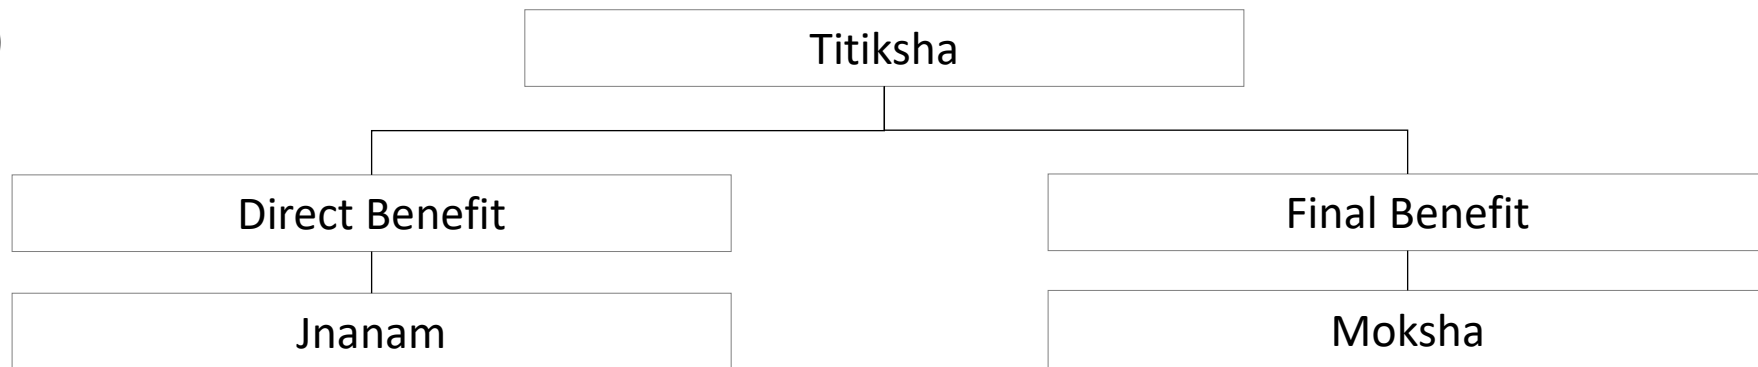 Titiksha
Direct Benefit
Final Benefit
Jnanam
Moksha